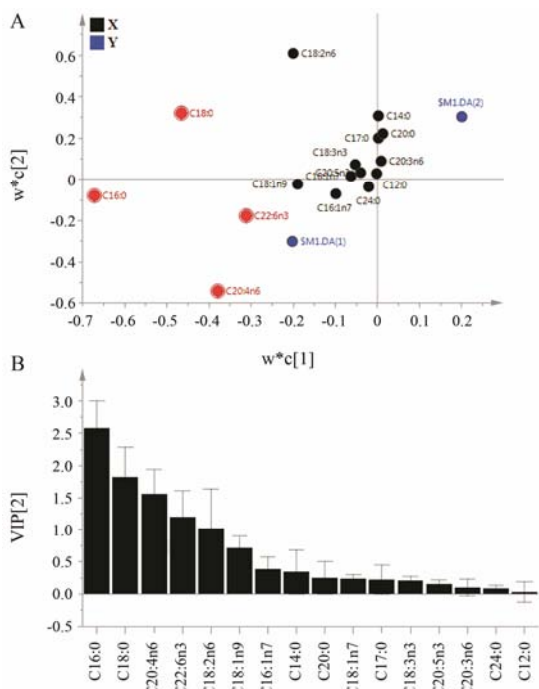 A
X
Y
w*c[2]
0.6
0.4
0.2
0
-0.2
-0.4
-0.6
C18:2n6
C18:0
C14:0
$M1.DA(2)
C17:0
C20:0
C18:3n3
C20:3n6
C20:5n3
C18:1n9
C12:0
C16:0
C24:0
C16:1n7
C22:6n3
$M1.DA(1)
C20:4n6
-0.7 -0.6 -0.5 -0.4 -0.3 -0.2 -0.1 0 0.1 0.2
w*c[1]
B
VIP[2]
3.0
2.5
2.0
1.5
1.0
0.5
0.0
-0.5
C16:0
C18:0
C20:4n6
C22:6n3
C18:2n6
C18:1n9
C16:1n7
C14:0
C20:0
C18:1n7
C17:0
C18:3n3
C20:5n3
C20:3n6
C24:0
C12:0